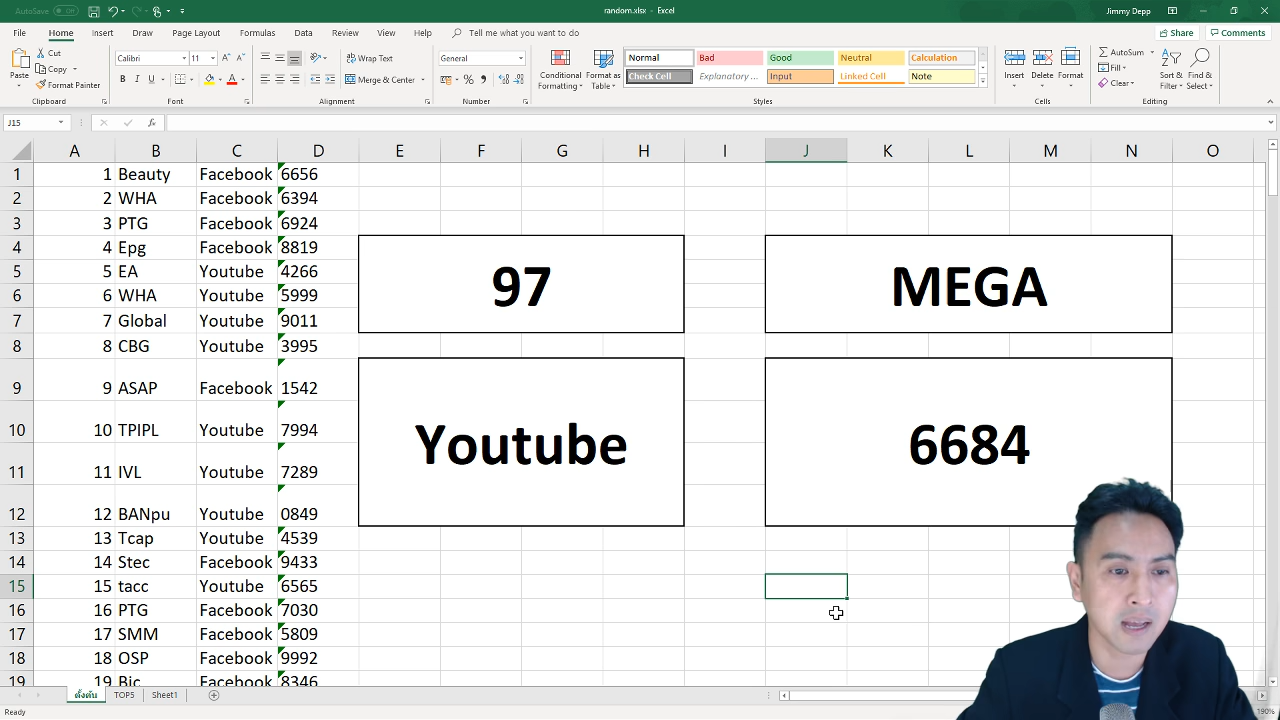 AutoSave Off random.xlsx - Excel Jimmy Depp
File Home Insert Draw Page Layout Formulas Data Review View Help Tell me what you want to do Share Comments
Paste Cut Copy Format Painter
Calibri 11
B I U
Wrap Text
Merge & Center
General
Conditional Formatting
Format as Table
Normal Bad Good Neutral Calculation
Check Cell Explanatory ... Input Linked Cell Note
Insert Delete Format
AutoSum Fill Clear
Sort & Filter Find & Select
Clipboard Font Alignment Number Styles Cells Editing
J15 fx
A B C D E F G H I J K L M N O
1 1 Beauty Facebook 6656
2 2 WHA Facebook 6394
3 3 PTG Facebook 6924
4 4 Epg Facebook 8819
5 5 EA Youtube 4266
6 6 WHA Youtube 5999
7 7 Global Youtube 9011
8 8 CBG Youtube 3995
9 9 ASAP Facebook 1542
10 10 TPIPL Youtube 7994
11 11 IVL Youtube 7289
12 12 BANpu Youtube 0849
13 13 Tcap Youtube 4539
14 14 Stec Facebook 9433
15 15 tacc Youtube 6565
16 16 PTG Facebook 7030
17 17 SMM Facebook 5809
18 18 OSP Facebook 9992
19 19 Bic Facebook 8346
97 MEGA
Youtube 6684
ตั้งต้น TOP5 Sheet1
Ready 190%